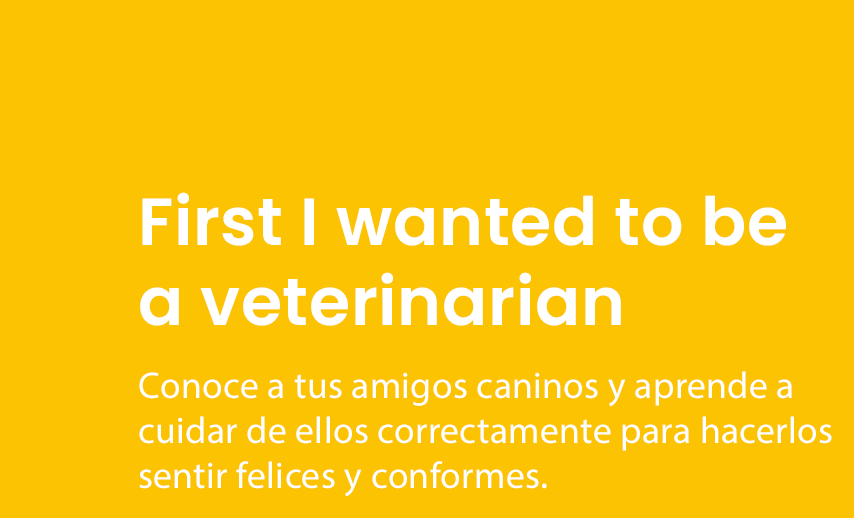 First I wanted to be
a veterinarian
Conoce a tus amigos caninos y aprende a
cuidar de ellos correctamente para hacerlos
sentir felices y conformes.